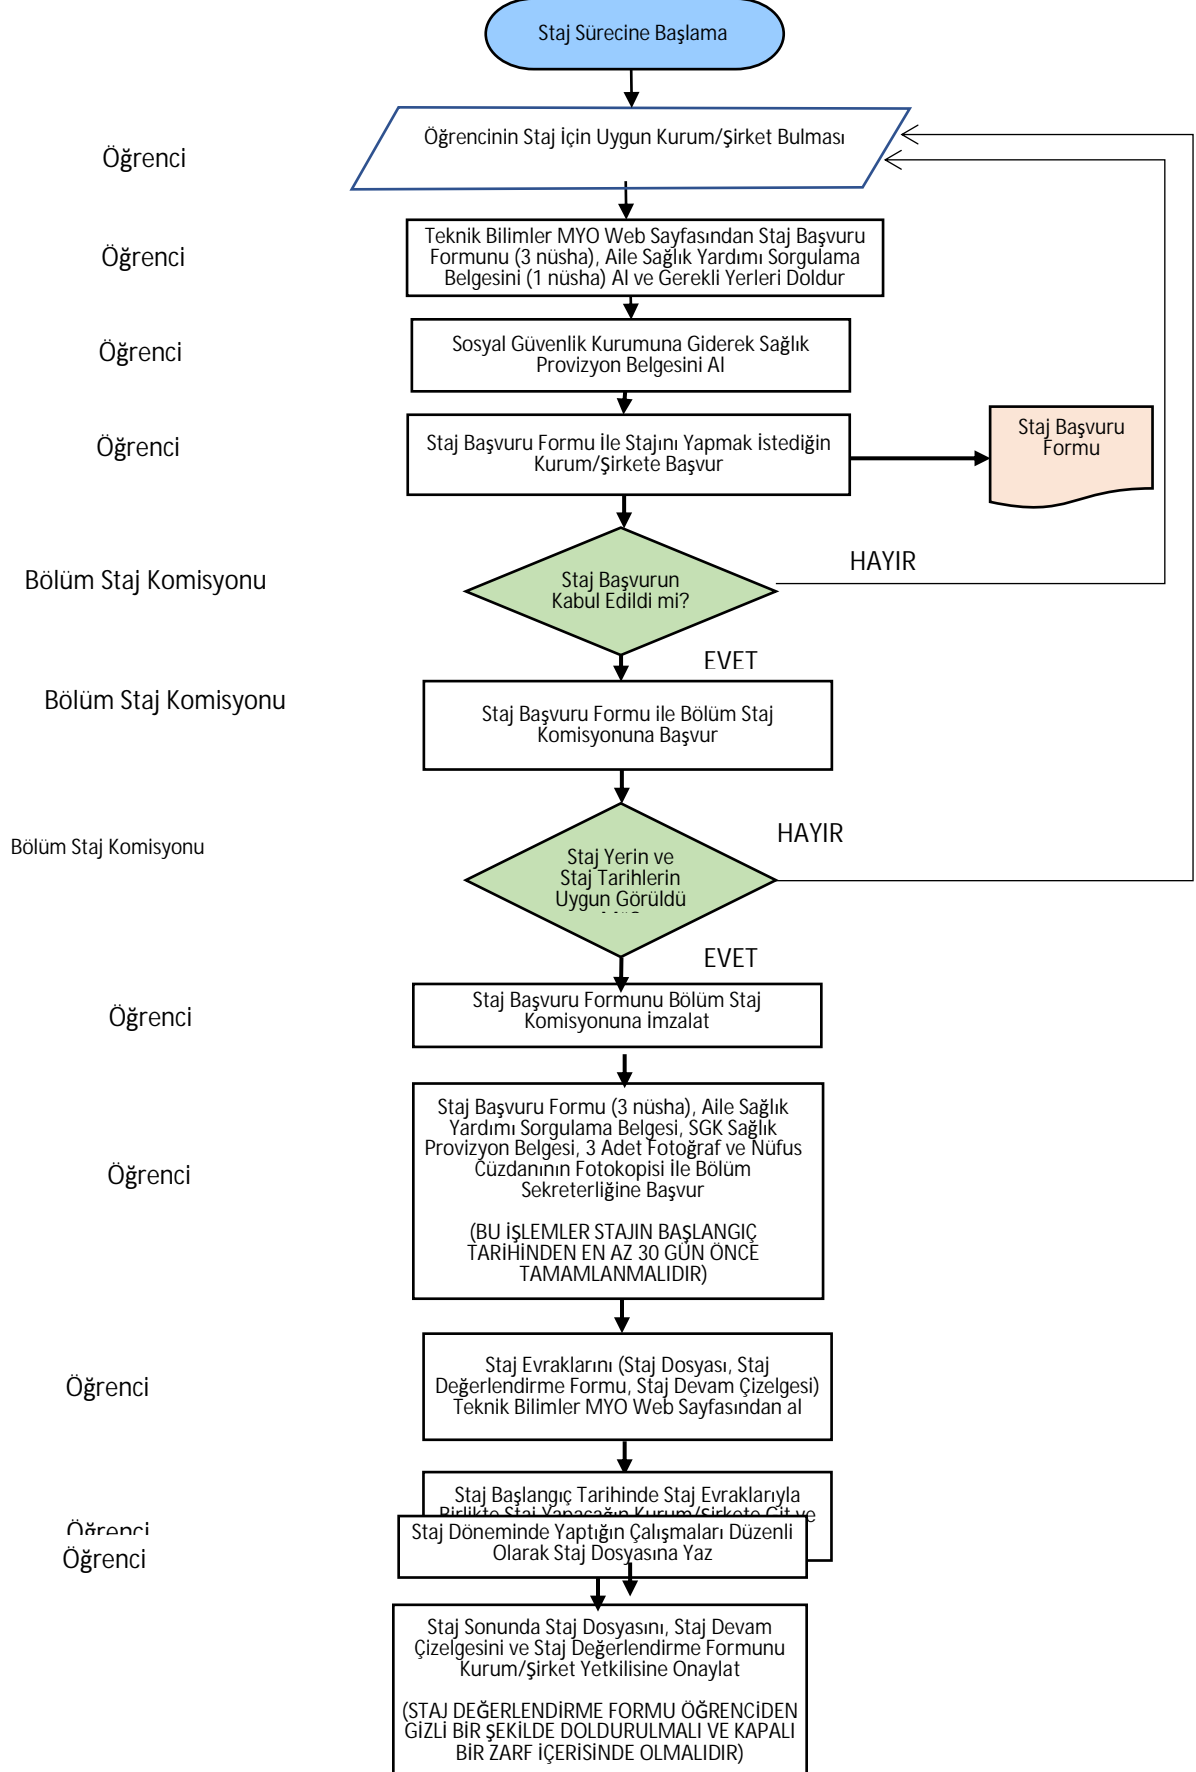 Staj Sürecine Başlama
Öğrenci
Öğrencinin Staj İçin Uygun Kurum/Şirket Bulması
Öğrenci
Teknik Bilimler MYO Web Sayfasından Staj Başvuru
Formunu (3 nüsha), Aile Sağlık Yardımı Sorgulama
Belgesini (1 nüsha) Al ve Gerekli Yerleri Doldur
Öğrenci
Sosyal Güvenlik Kurumuna Giderek Sağlık
Provizyon Belgesini Al
Öğrenci
Staj Başvuru Formu İle Stajını Yapmak İstediğin
Kurum/Şirkete Başvur
Staj Başvuru
Formu
Bölüm Staj Komisyonu
Staj Başvurun
Kabul Edildi mi?
HAYIR
EVET
Bölüm Staj Komisyonu
Staj Başvuru Formu ile Bölüm Staj
Komisyonuna Başvur
Bölüm Staj Komisyonu
Staj Yerin ve
Staj Tarihlerin
Uygun Görüldü
HAYIR
EVET
Öğrenci
Staj Başvuru Formunu Bölüm Staj
Komisyonuna İmzalat
Öğrenci
Staj Başvuru Formu (3 nüsha), Aile Sağlık
Yardımı Sorgulama Belgesi, SGK Sağlık
Provizyon Belgesi, 3 Adet Fotoğraf ve Nüfus
Cüzdanının Fotokopisi İle Bölüm
Sekreterliğine Başvur
(BU İŞLEMLER STAJIN BAŞLANGIÇ
TARİHİNDEN EN AZ 30 GÜN ÖNCE
TAMAMLANMALIDIR)
Öğrenci
Staj Evraklarını (Staj Dosyası, Staj
Değerlendirme Formu, Staj Devam Çizelgesi)
Teknik Bilimler MYO Web Sayfasından al
Öğrenci
Staj Başlangıç Tarihinde Staj Evraklarıyla
Birlikte Staj Yapacağın Kurum/Şirkete Git ve
Öğrenci
Staj Döneminde Yaptığın Çalışmaları Düzenli
Olarak Staj Dosyasına Yaz
Staj Sonunda Staj Dosyasını, Staj Devam
Çizelgesini ve Staj Değerlendirme Formunu
Kurum/Şirket Yetkilisine Onaylat
(STAJ DEĞERLENDİRME FORMU ÖĞRENCİDEN
GİZLİ BİR ŞEKİLDE DOLDURULMALI VE KAPALI
BİR ZARF İÇERİSİNDE OLMALIDIR)